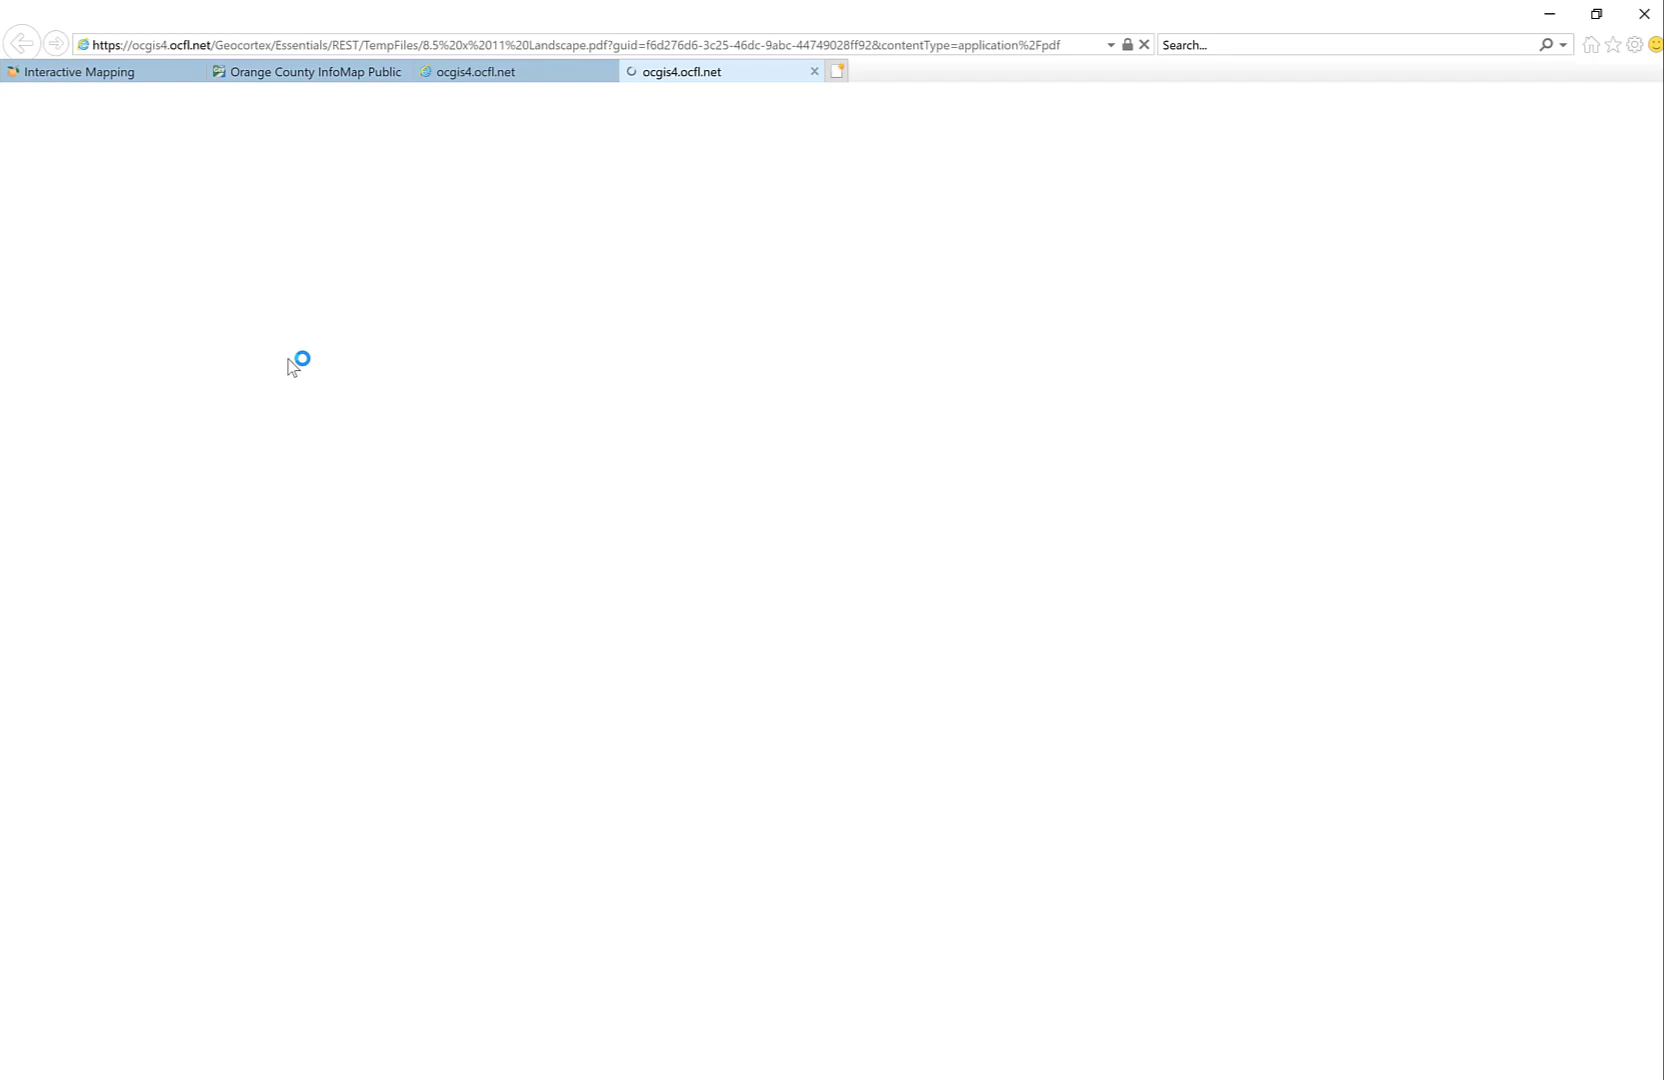 https://ocgis4.ocfl.net/Geocortex/Essentials/REST/TempFiles/8.5%20x%2011%20Landscape.pdf?guid=f6d276d6-3c25-46dc-9abc-44749028ff92&contentType=application%2Fpdf
Search...
Interactive Mapping
Orange County InfoMap Public
ocgis4.ocfl.net
ocgis4.ocfl.net